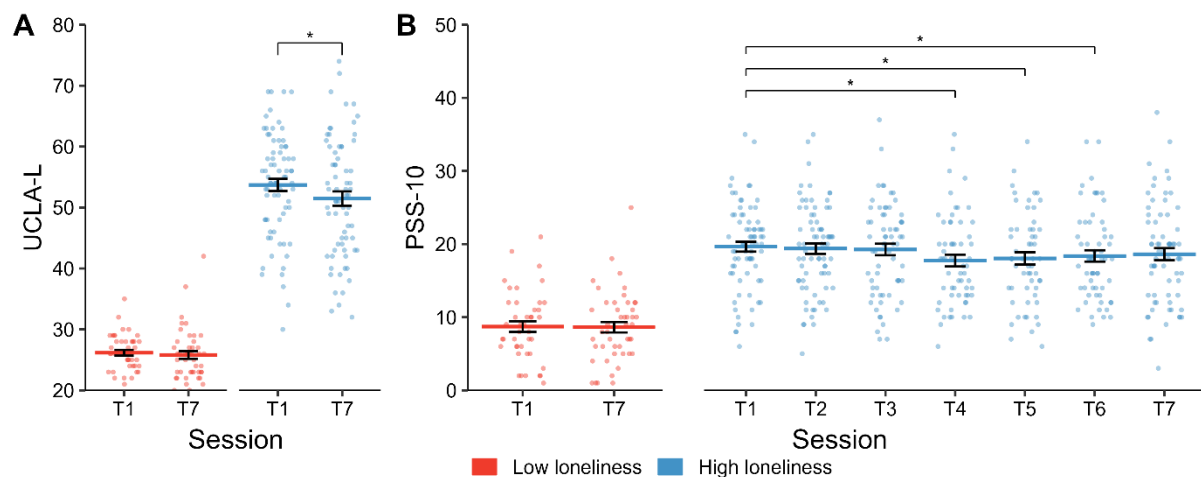 A
UCLA-L
80
70
60
50
40
30
20
*
T1 T7 T1 T7
Session
B
PSS-10
50
40
30
20
10
0
*
*
*
T1 T7 T1 T2 T3 T4 T5 T6 T7
Session
Low loneliness High loneliness